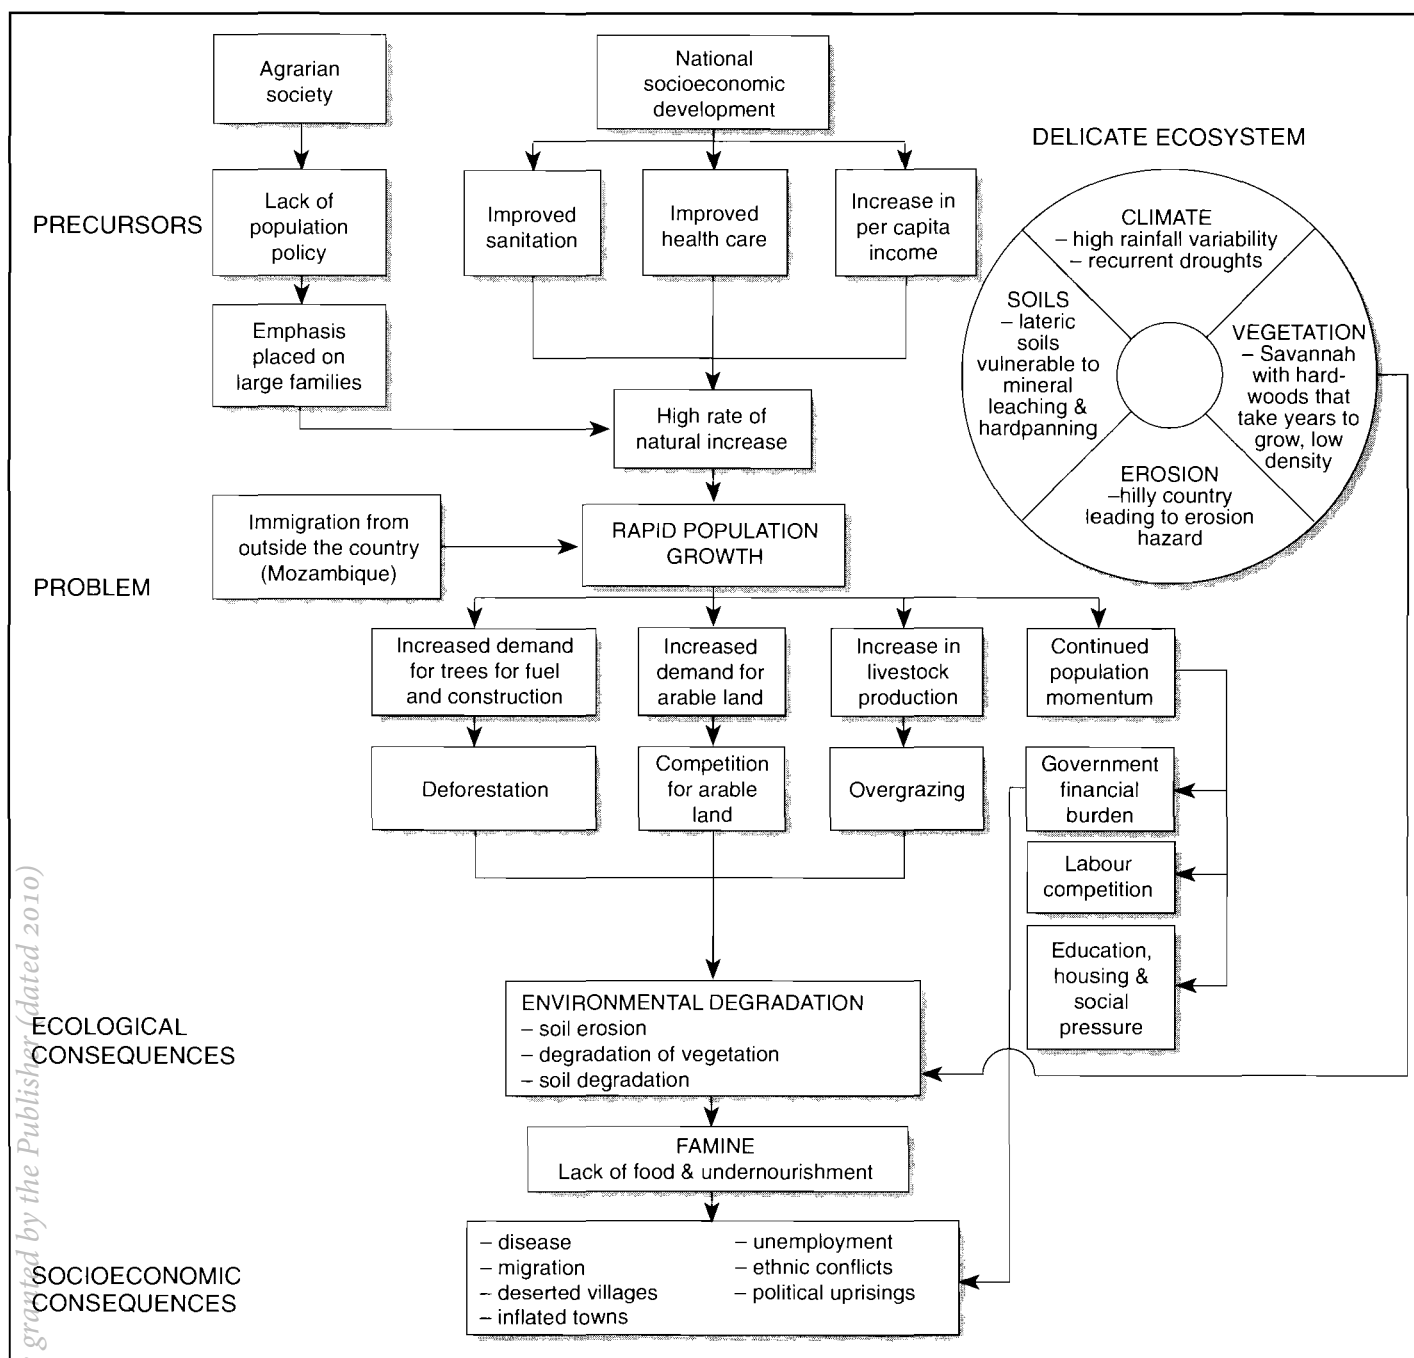 Agrarian
society
National
socioeconomic
development
DELICATE ECOSYSTEM
PRECURSORS
Lack of
population
policy
Improved
sanitation
Improved
health care
Increase in
per capita
income
CLIMATE
– high rainfall variability
– recurrent droughts
SOILS
– lateric
soils
vulnerable to
mineral
leaching &
hardpanning
VEGETATION
– Savannah
with hard-
woods that
take years to
grow, low
density
EROSION
–hilly country
leading to erosion
hazard
Emphasis
placed on
large families
High rate of
natural increase
PROBLEM
Immigration from
outside the country
(Mozambique)
RAPID POPULATION
GROWTH
Increased demand
for trees for fuel
and construction
Increased
demand for
arable land
Increase in
livestock
production
Continued
population
momentum
Deforestation
Competition
for arable
land
Overgrazing
Government
financial
burden
Labour
competition
Education,
housing &
social
pressure
ECOLOGICAL
CONSEQUENCES
ENVIRONMENTAL DEGRADATION
– soil erosion
– degradation of vegetation
– soil degradation
FAMINE
Lack of food & undernourishment
SOCIOECONOMIC
CONSEQUENCES
– disease
– migration
– deserted villages
– inflated towns
– unemployment
– ethnic conflicts
– political uprisings
granted by the Publisher (dated 2010)